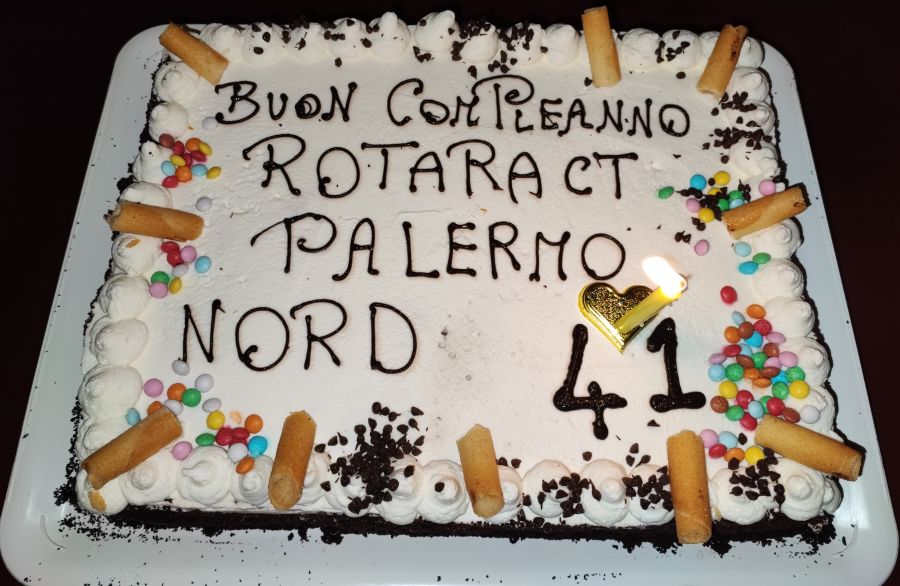 BUON COMPLEANNO
ROTARACT
PALERMO
NORD
41